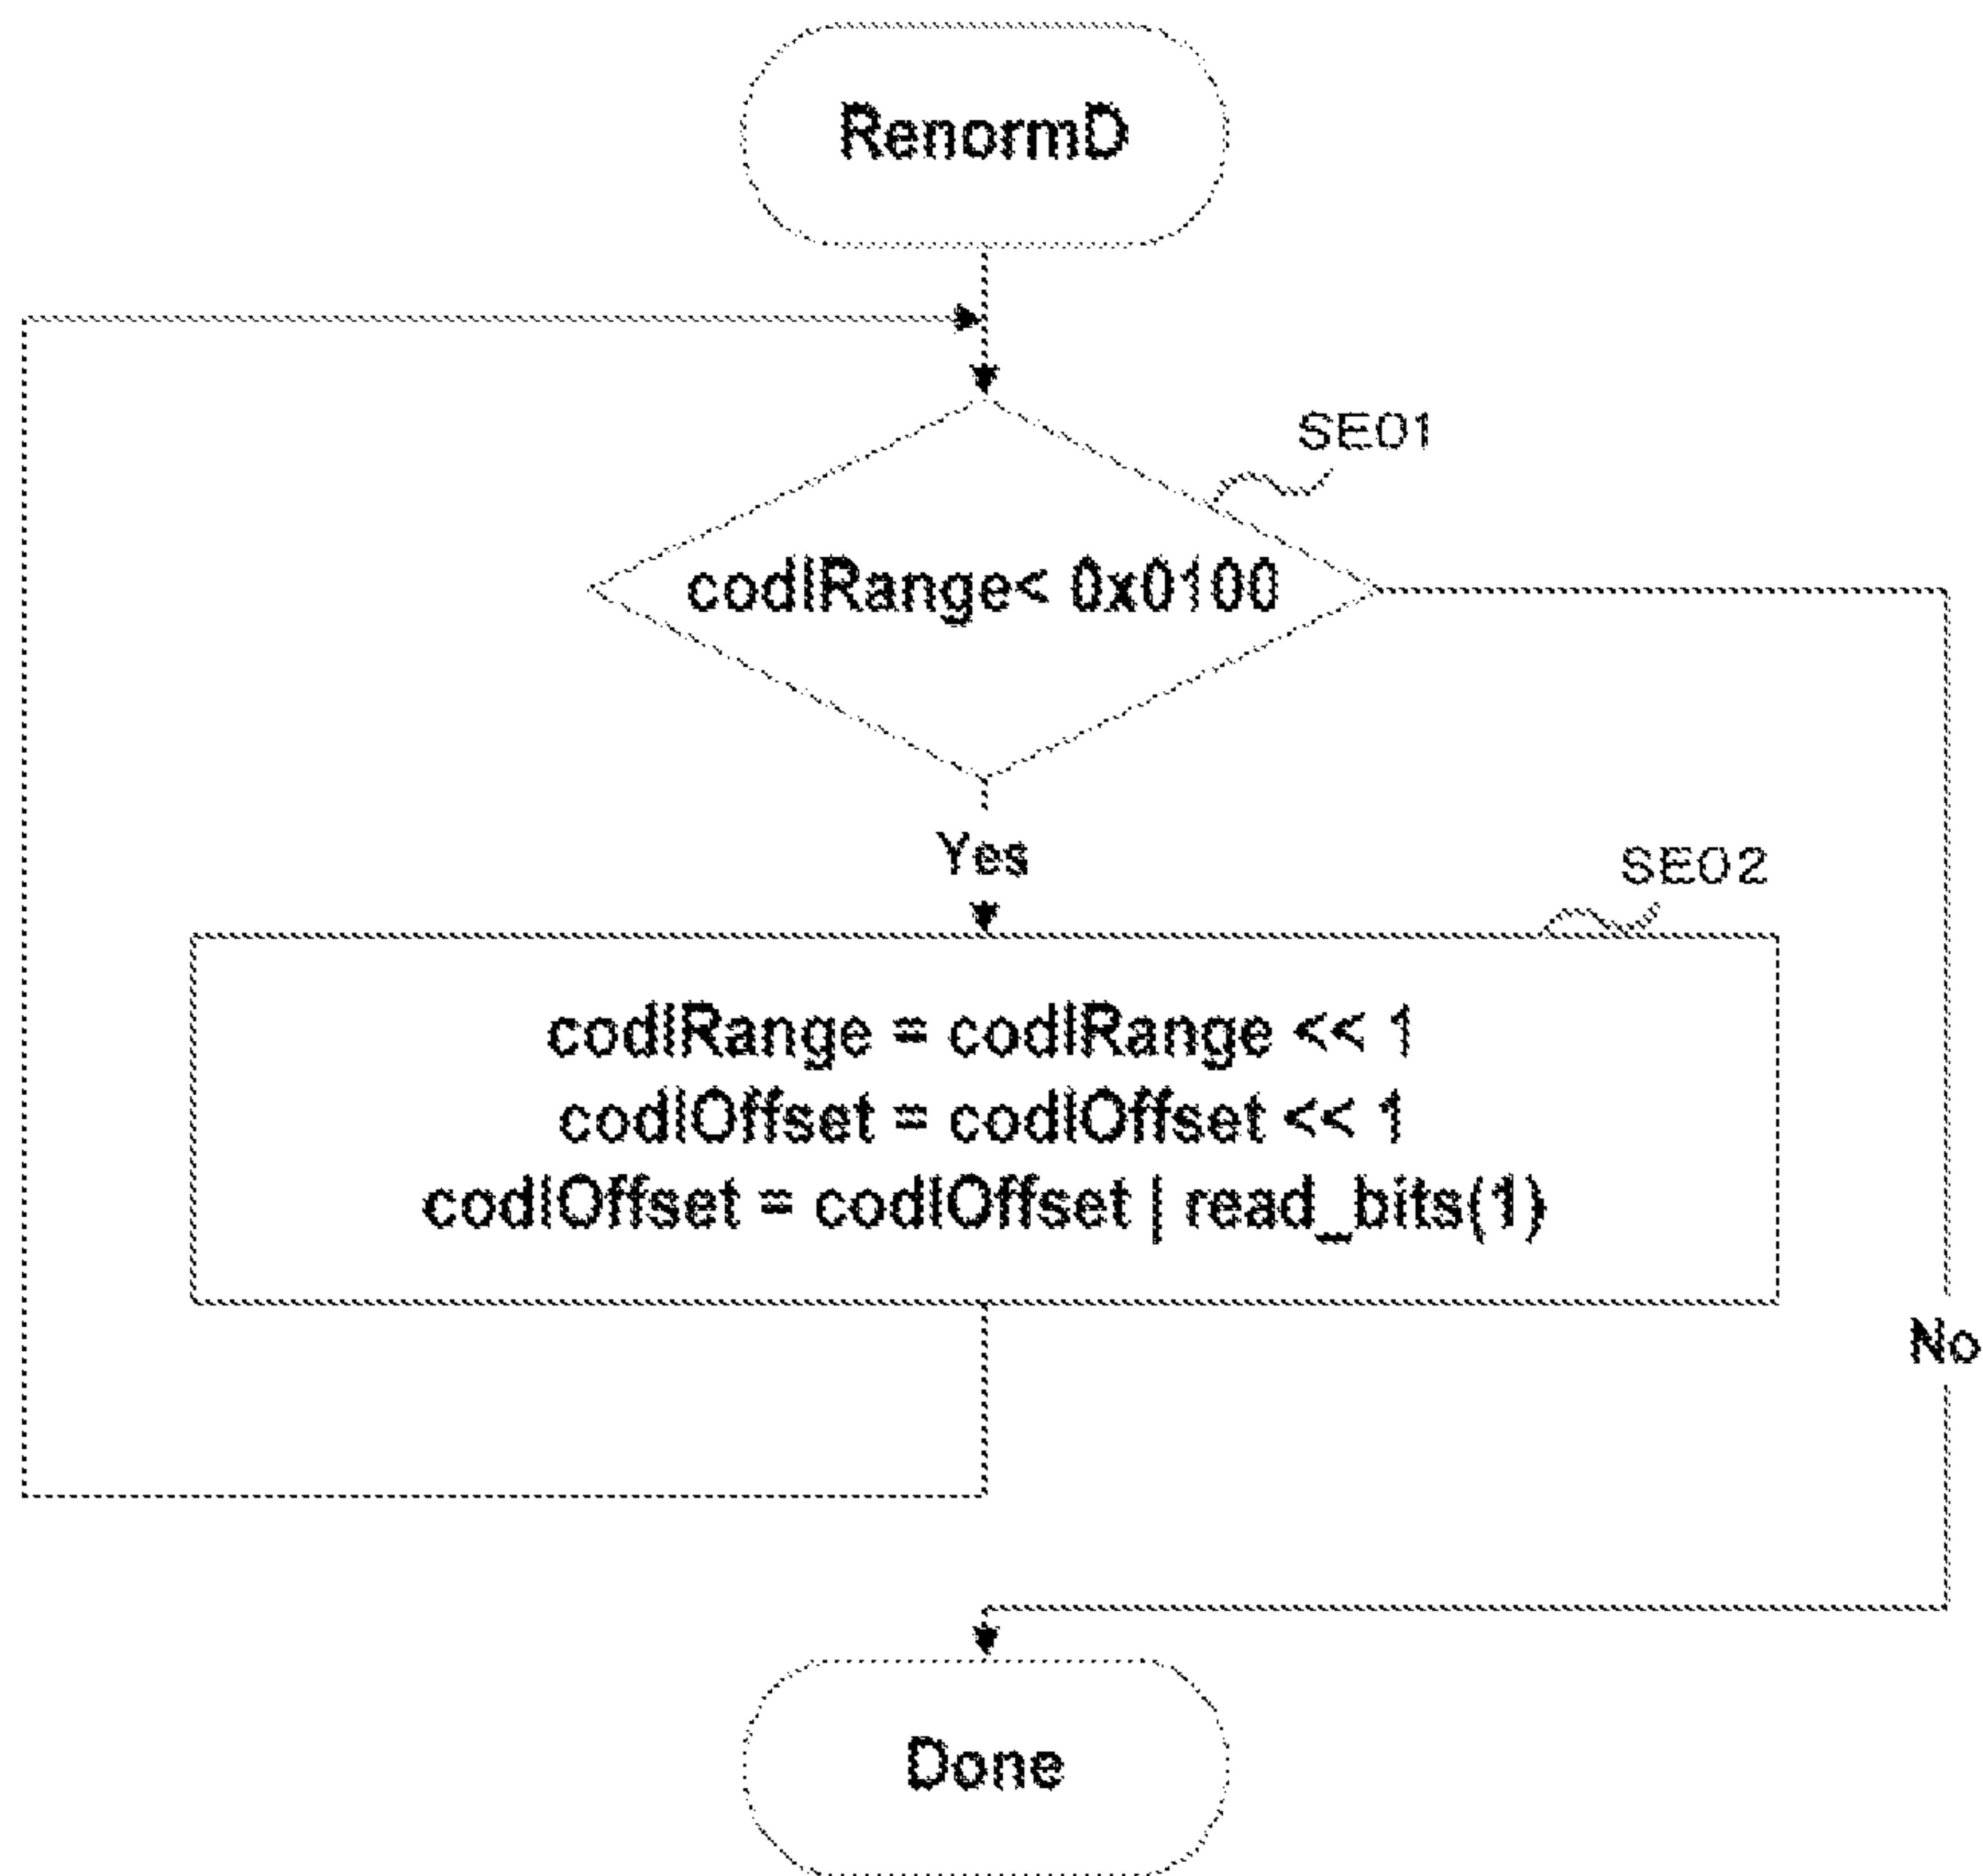 RenormD
SE01
codIRange< 0x0100
Yes
SE02
codIRange = codIRange << 1
codIOffset = codIOffset << 1
codIOffset = codIOffset | read_bits(1)
No
Done